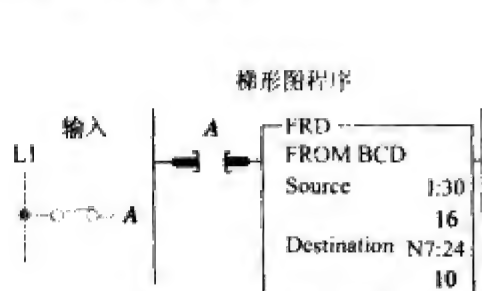 梯形图程序
输入
L1
A
A
FRD
FROM BCD
Source
I:30
16
Destination N7:24
10